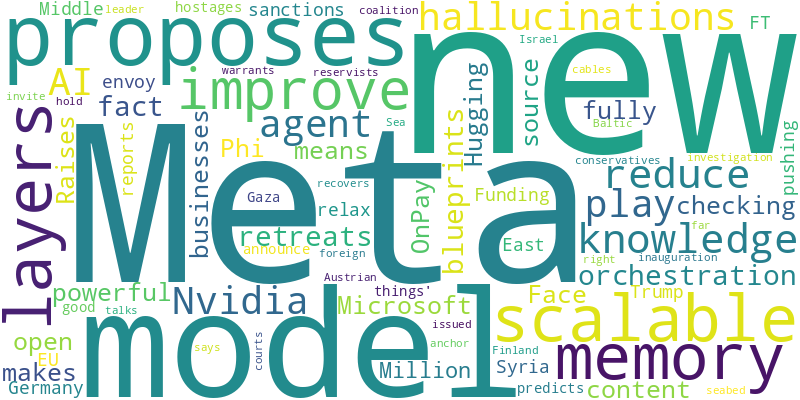 Middle
leader
hostages
sanctions
coalition
hallucinations
FT
proposes
new
Israel
AI
envoy
warrants
reservists
improve
cables
invite
hold
fact
Sea
source
fully
Baltic
pushing
layers
Raises
reports
businesses
agent
Phi
means
blueprints
Hugging
conservatives
investigation
reduce
Meta
recovers
Gaza
relax
OnPay
Funding
play
checking
far
retreats
announce
foreign
East
knowledge
right
inauguration
Austrian
orchestration
powerful
Nvidia
things'
Microsoft
Face
Trump
good
talks
model
scalable
open
issued
EU
says
courts
anchor
Finland
memory
makes
Million
Syria
Germany
predicts
content
seabed